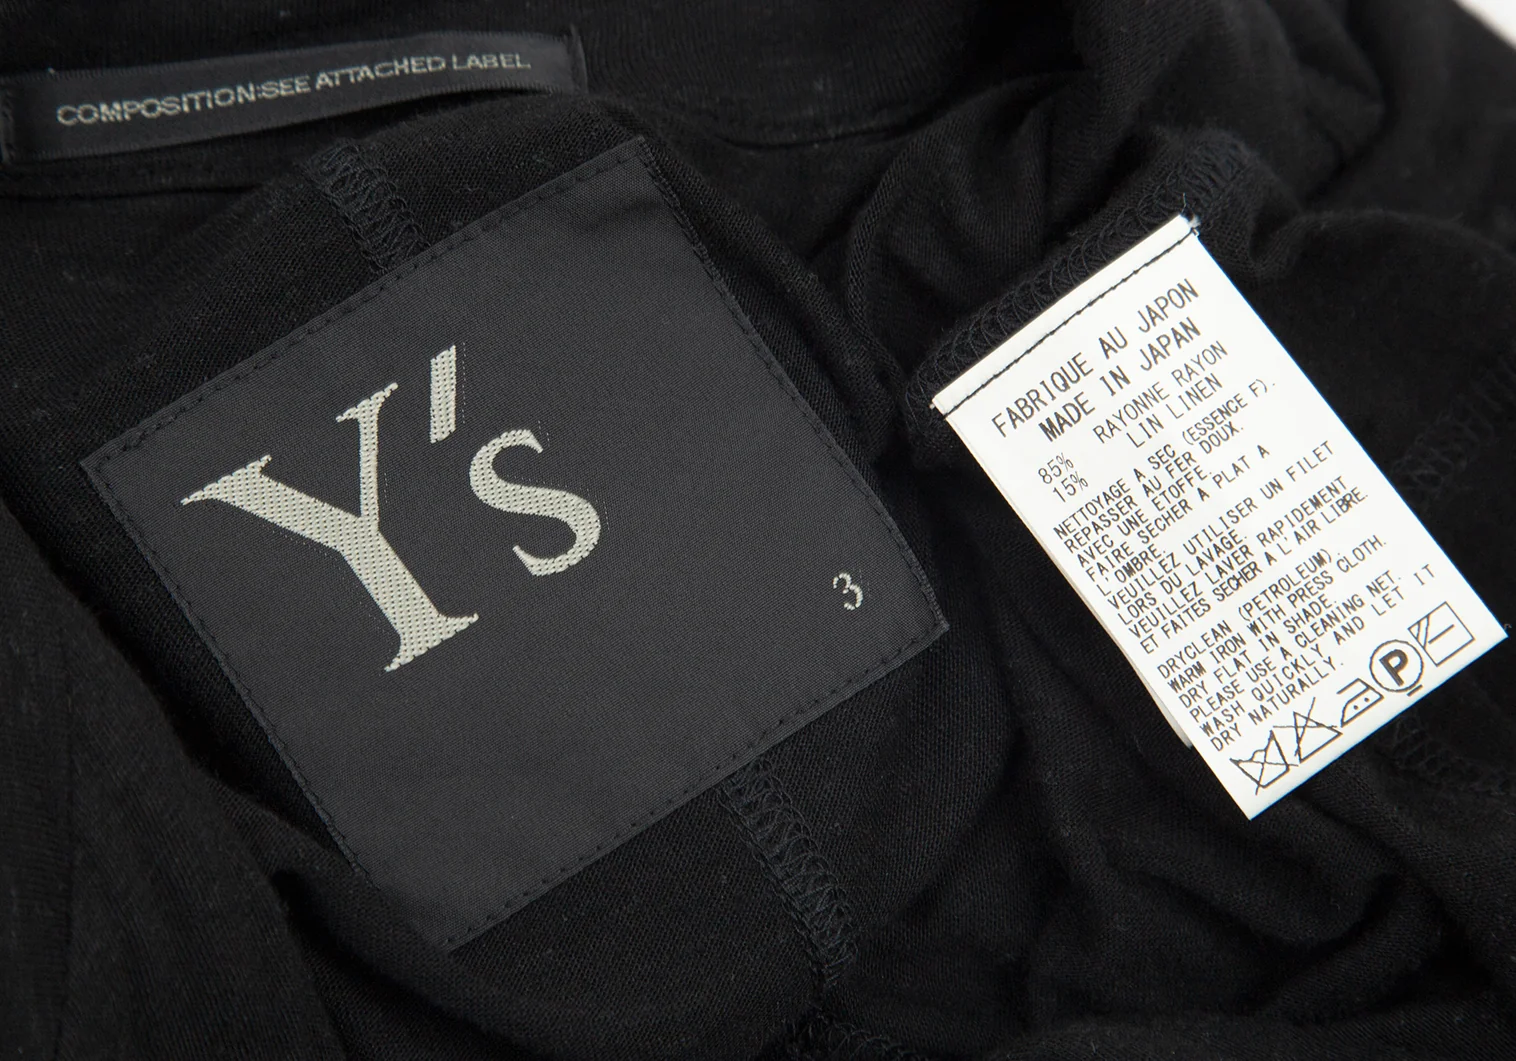 COMPOSITION:SEE ATTACHED LABEL
Y's
3
FABRIQUE AU JAPON
MADE IN JAPAN
85% RAYONNE RAYON
15% LIN LINEN
NETTOYAGE A SEC (ESSENCE F).
REPASSER AU FER DOUX.
AVEC UNE ETOFFE.
FAIRE SECHER A PLAT A
L'OMBRE.
VEUILLEZ UTILISER UN FILET
LORS DU LAVAGE.
VEUILLEZ LAVER RAPIDEMENT
ET FAITES SECHER A L'AIR LIBRE.
DRYCLEAN (PETROLEUM).
WARM IRON WITH PRESS CLOTH.
DRY FLAT IN SHADE.
PLEASE USE A CLEANING NET.
WASH QUICKLY AND LET IT
DRY NATURALLY.
P